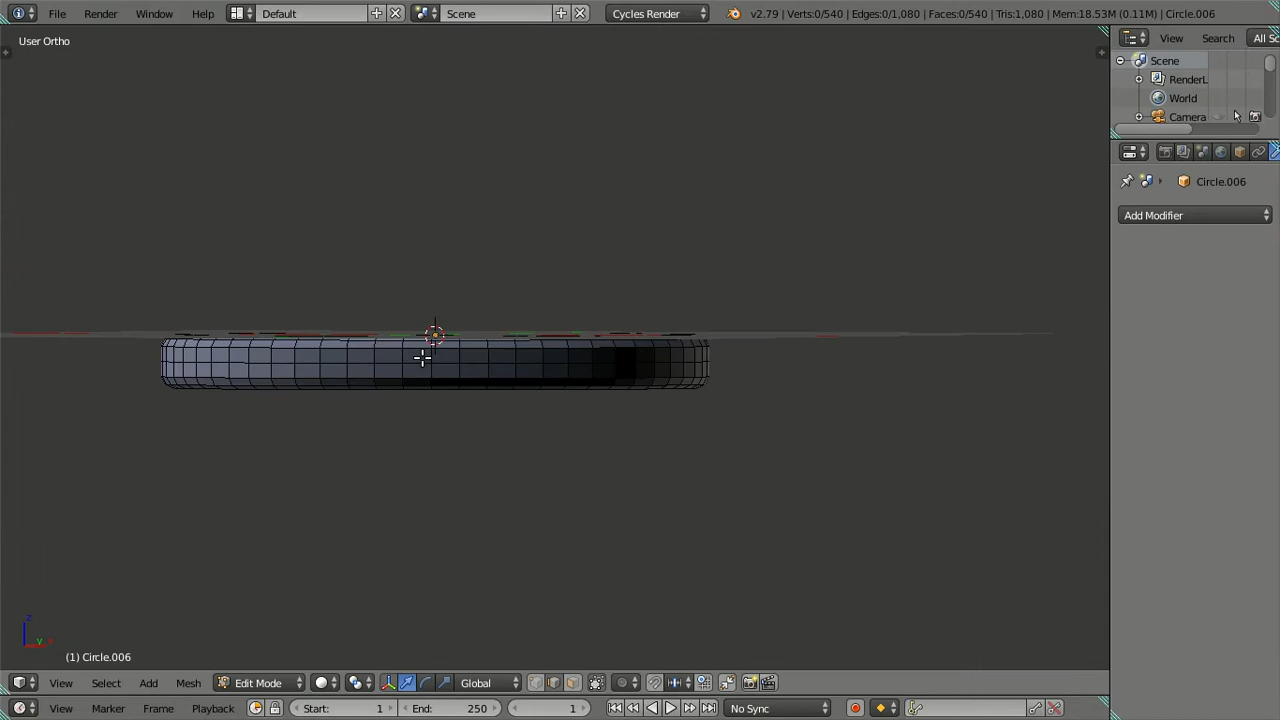 File Render Window Help Default Scene Cycles Render v2.79 | Verts:0/540 | Edges:0/1,080 | Faces:0/540 | Tris:1,080 | Mem:18.53M (0.11M) | Circle.006
User Ortho
View Search All Sc
Scene
RenderL
World
Camera
Circle.006
Add Modifier
z
y x
(1) Circle.006
View Select Add Mesh Edit Mode Global
View Marker Frame Playback Start: 1 End: 250 1 No Sync